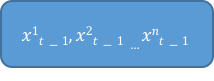 x¹ₜ ₋ ₁, x²ₜ ₋ ₁ ... xⁿₜ ₋ ₁